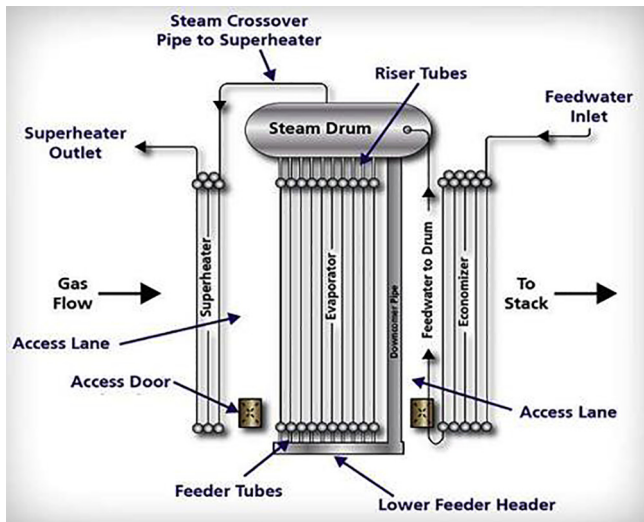 Steam Crossover
Pipe to Superheater
Riser Tubes
Feedwater
Inlet
Steam Drum
Superheater
Outlet
Superheater
Evaporator
Downcomer Pipe
Feedwater to Drum
Economizer
Gas
Flow
To
Stack
Access Lane
Access Door
Access Lane
Feeder Tubes
Lower Feeder Header